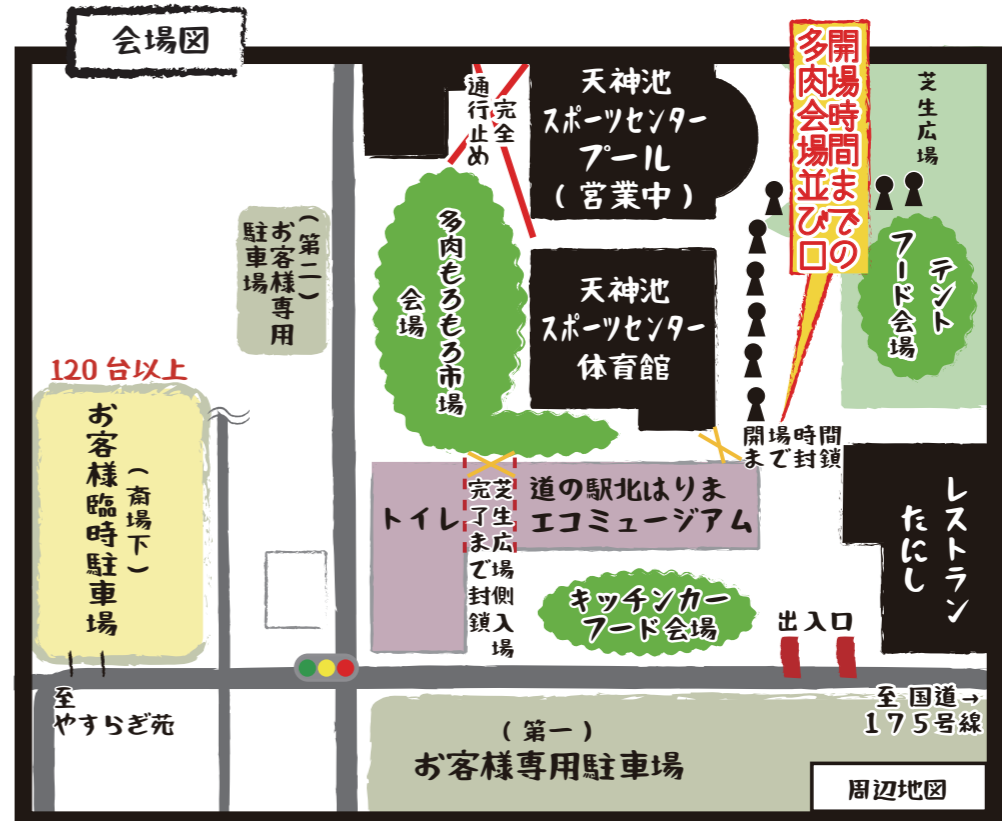 会場図
完全
通行止め
天神池
スポーツセンター
プール
(営業中)
開場時間までの
多肉会場並び口
芝生広場
(第二)
お客様専用
駐車場
多肉もろもろ市場
会場
天神池
スポーツセンター
体育館
テント
フード会場
120台以上
お客様臨時駐車場
(斎場下)
開場時間
まで封鎖
トイレ
芝生広場側入場
完了まで封鎖
道の駅北はりま
エコミュージアム
レストラン
たにし
キッチンカー
フード会場
出入口
至
やすらぎ苑
至 国道→
175号線
(第一)
お客様専用駐車場
周辺地図